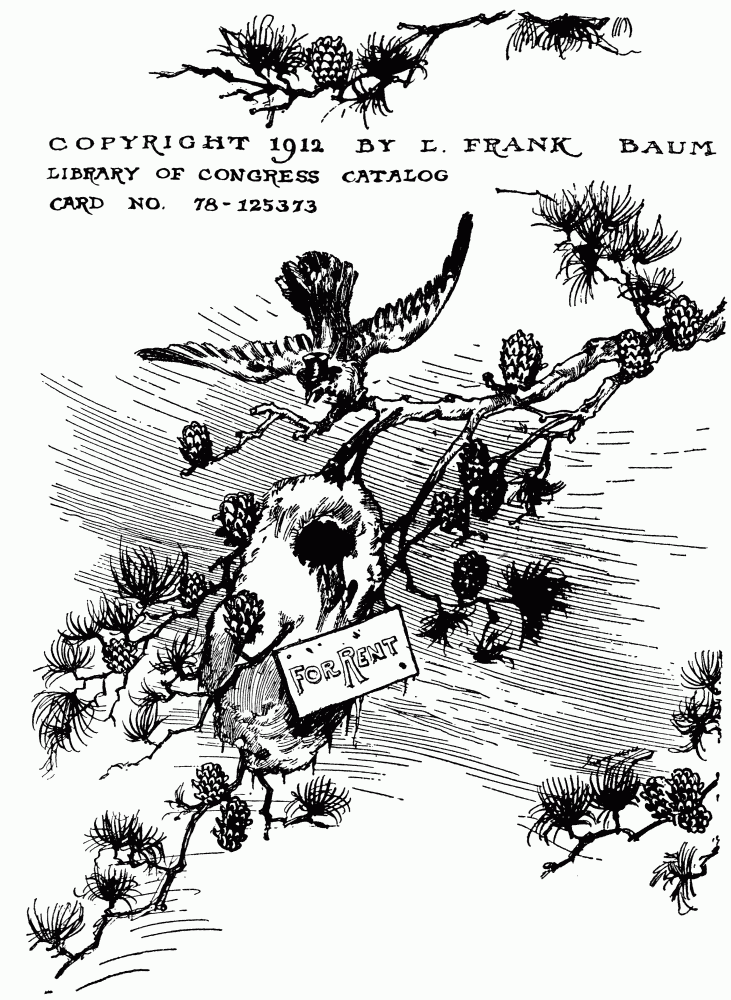 COPYRIGHT 1912 BY L. FRANK BAUM
LIBRARY OF CONGRESS CATALOG
CARD NO. 78-125373
FOR RENT